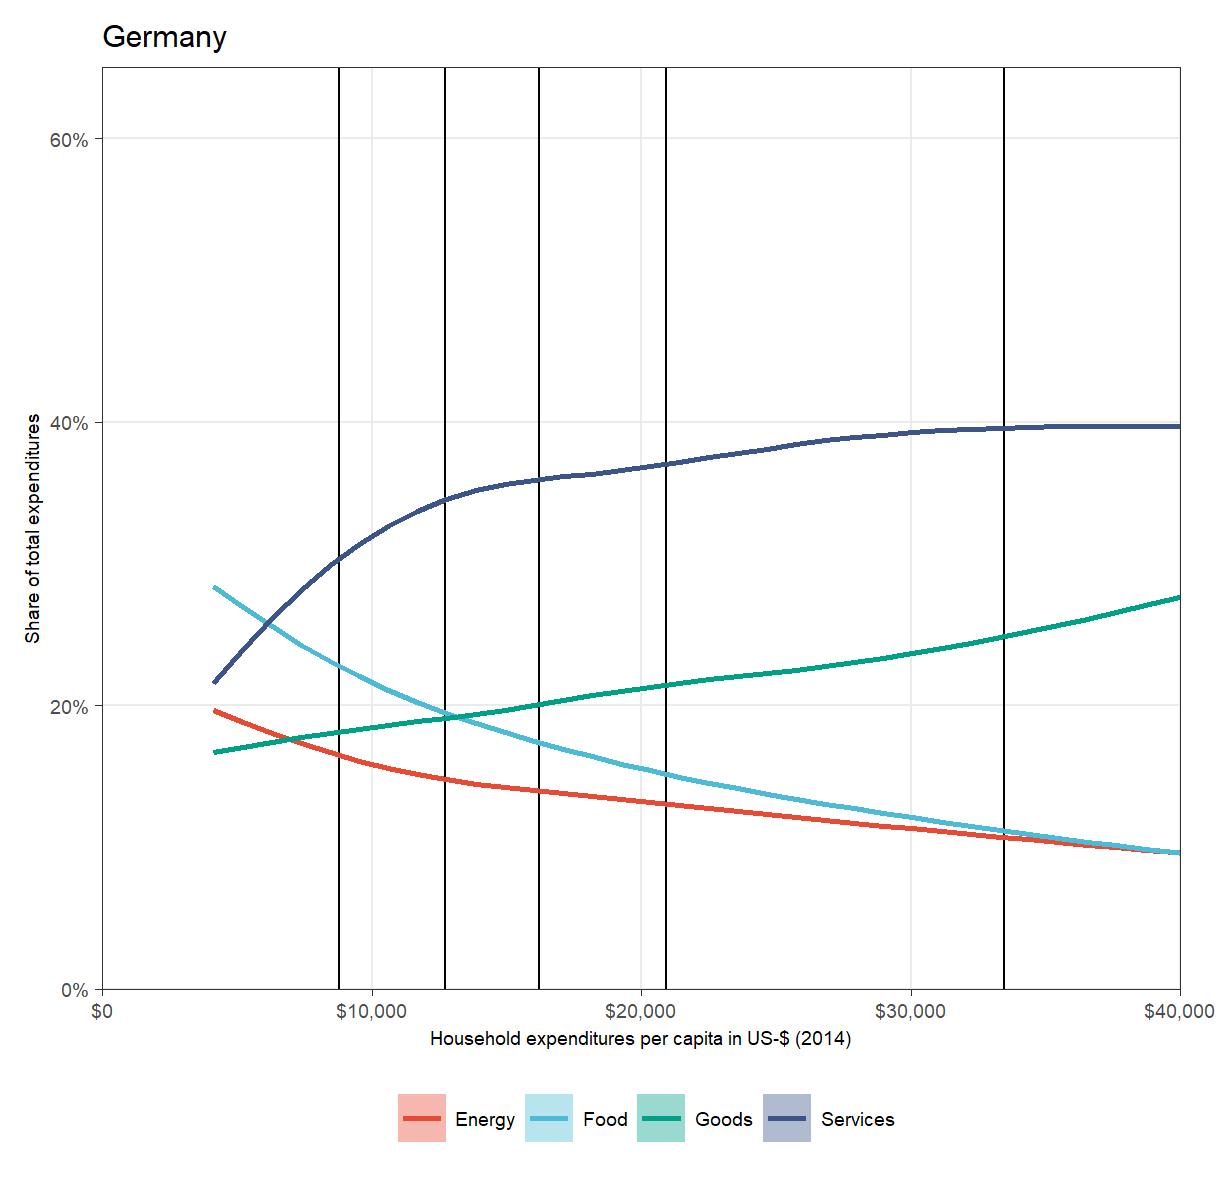 Germany
60%
40%
20%
0%
Share of total expenditures
$0 $10,000 $20,000 $30,000 $40,000
Household expenditures per capita in US-$ (2014)
Energy Food Goods Services